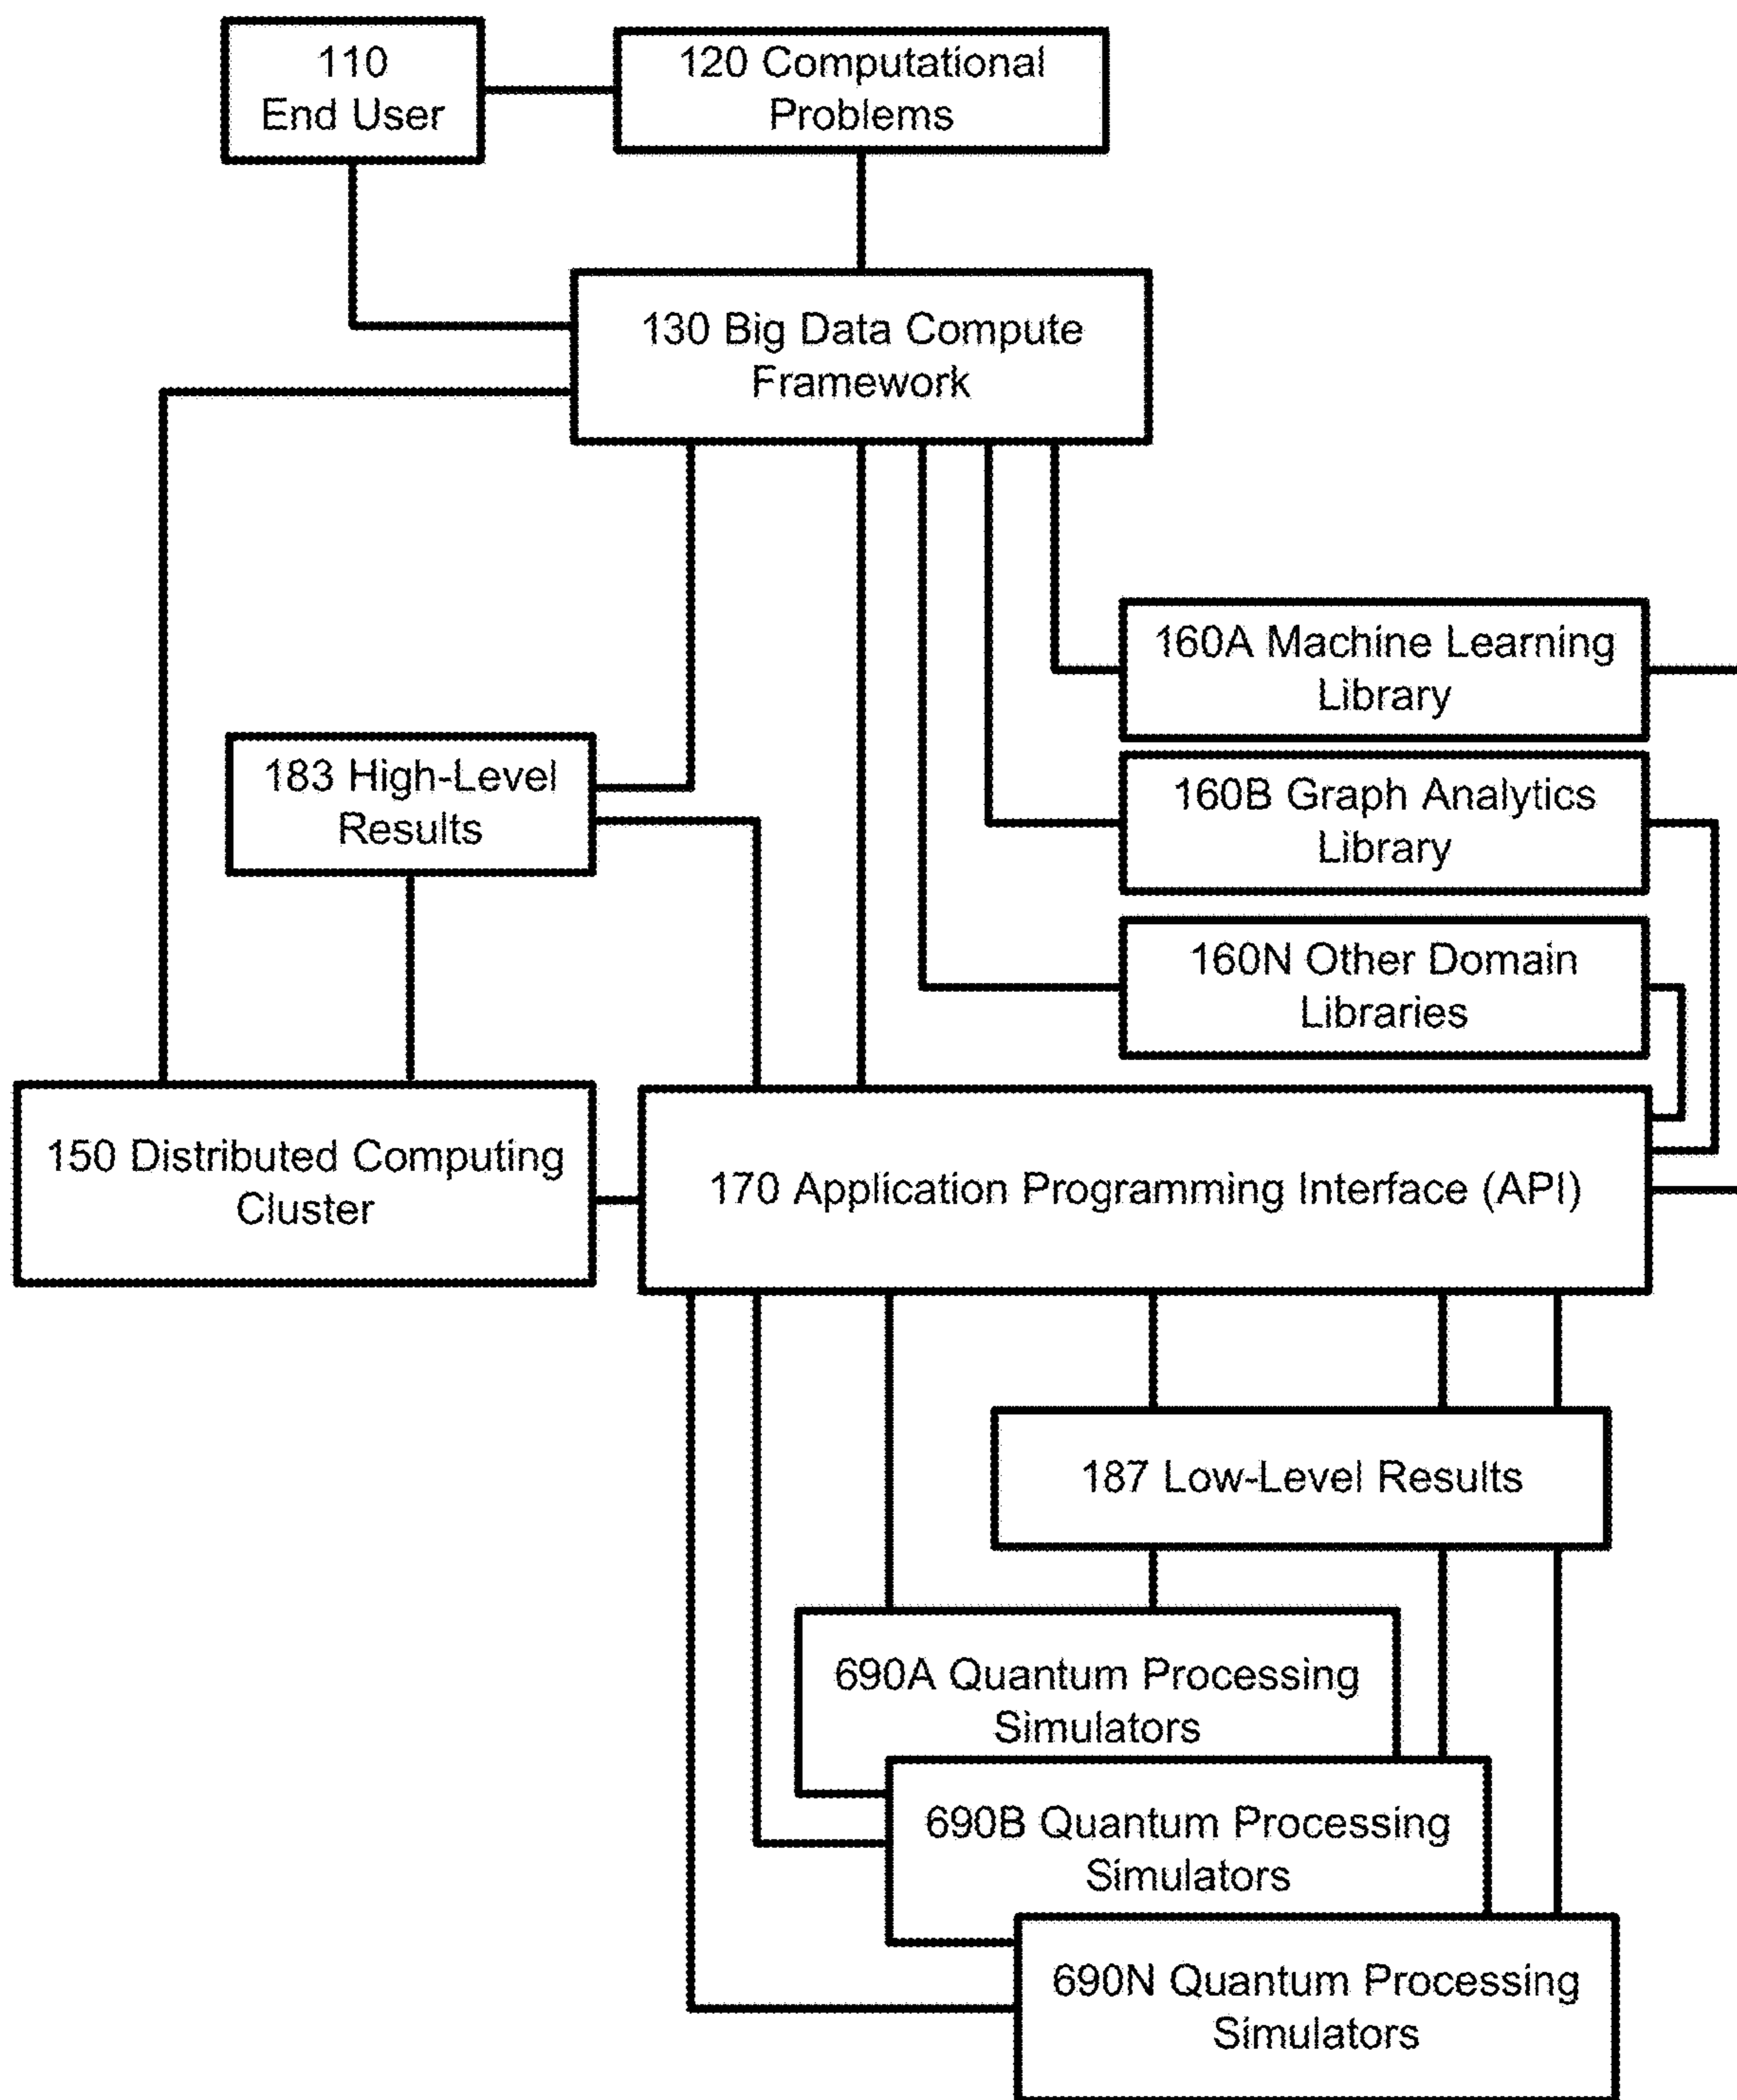 110
End User
120 Computational
Problems
130 Big Data Compute
Framework
160A Machine Learning
Library
183 High-Level
Results
160B Graph Analytics
Library
160N Other Domain
Libraries
150 Distributed Computing
Cluster
170 Application Programming Interface (API)
187 Low-Level Results
690A Quantum Processing
Simulators
690B Quantum Processing
Simulators
690N Quantum Processing
Simulators